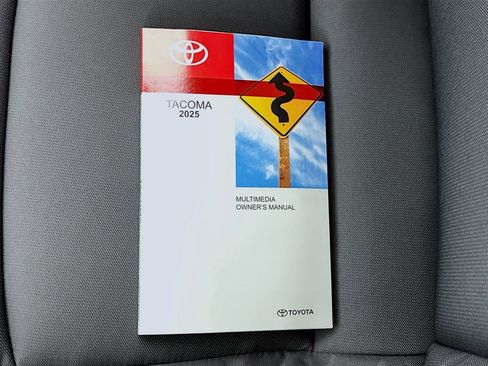 TACOMA
2025
MULTIMEDIA
OWNER'S MANUAL
TOYOTA